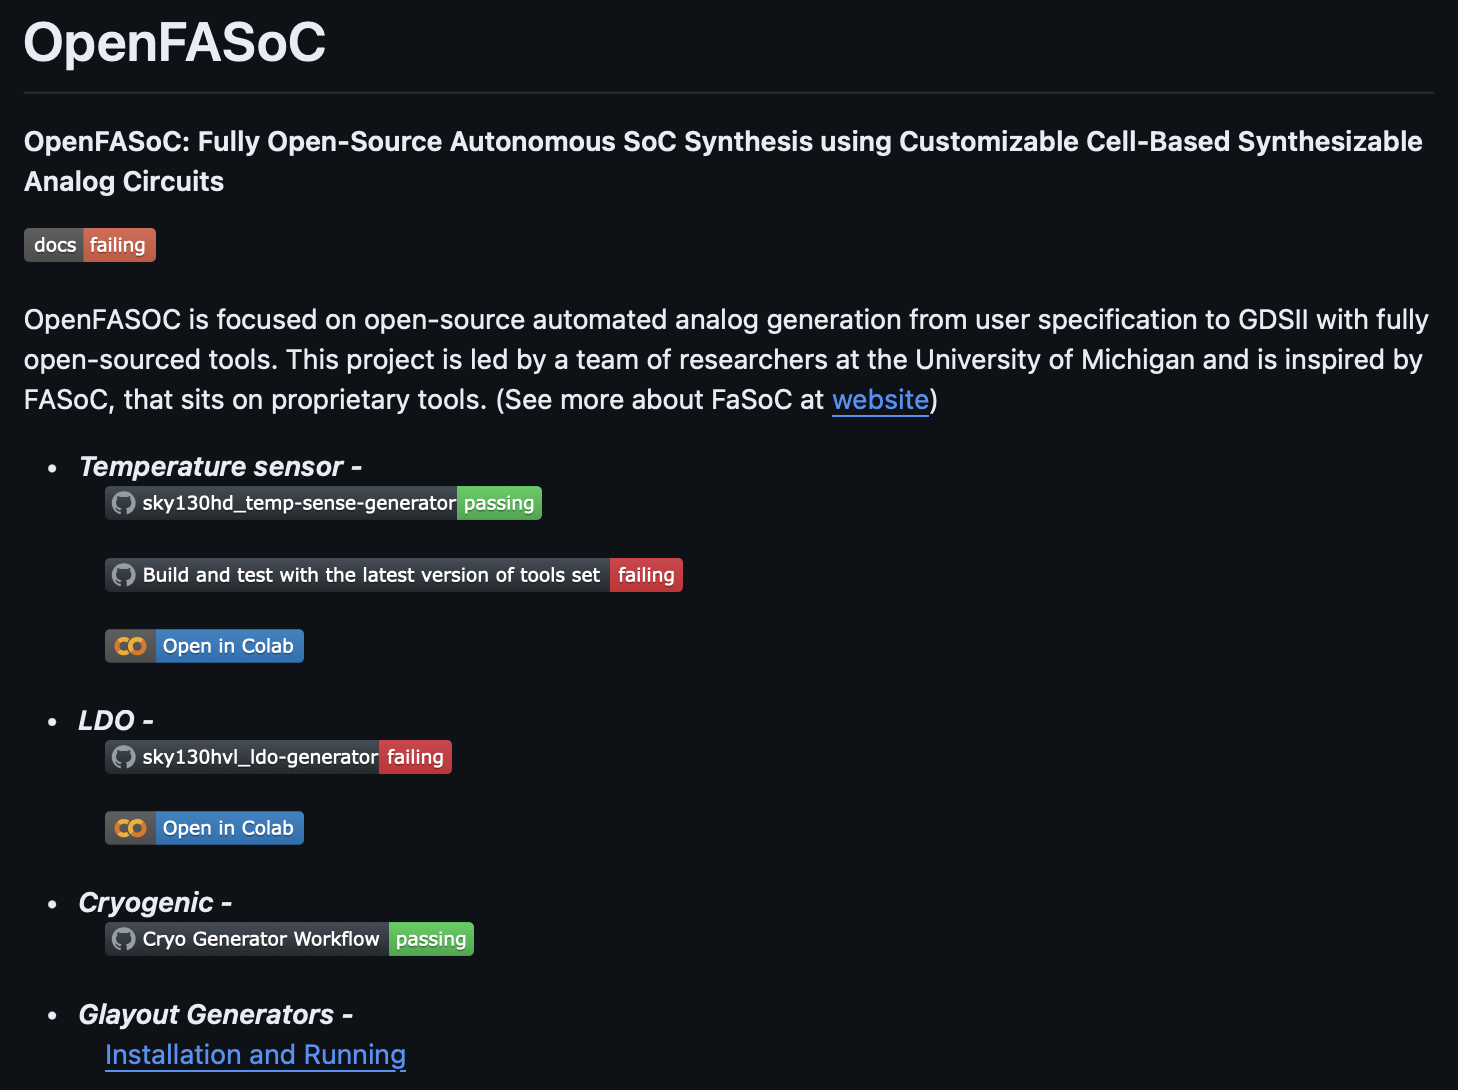 OpenFASoC
OpenFASoC: Fully Open-Source Autonomous SoC Synthesis using Customizable Cell-Based Synthesizable
Analog Circuits
docs failing
OpenFASOC is focused on open-source automated analog generation from user specification to GDSII with fully
open-sourced tools. This project is led by a team of researchers at the University of Michigan and is inspired by
FASoC, that sits on proprietary tools. (See more about FaSoC at website)
• Temperature sensor -
sky130hd_temp-sense-generator passing
Build and test with the latest version of tools set failing
Open in Colab
• LDO -
sky130hvl_ldo-generator failing
Open in Colab
• Cryogenic -
Cryo Generator Workflow passing
• Glayout Generators -
Installation and Running